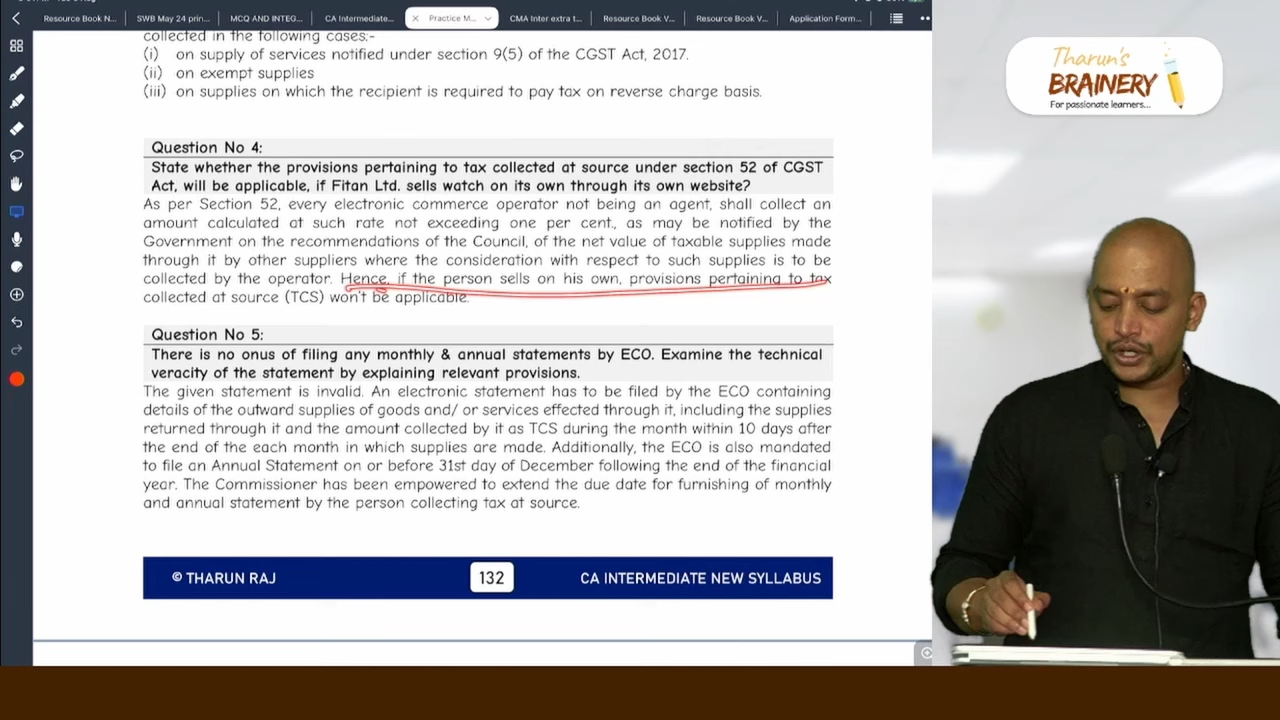 Resource Book N...
SWB May 24 prin...
MCQ AND INTEG...
CA Intermediate...
Practice M...
CMA Inter extra t...
Resource Book V...
Resource Book V...
Application Form...
collected in the following cases:-
(i) on supply of services notified under section 9(5) of the CGST Act, 2017.
(ii) on exempt supplies
(iii) on supplies on which the recipient is required to pay tax on reverse charge basis.
Question No 4:
State whether the provisions pertaining to tax collected at source under section 52 of CGST
Act, will be applicable, if Fitan Ltd. sells watch on its own through its own website?
As per Section 52, every electronic commerce operator not being an agent, shall collect an
amount calculated at such rate not exceeding one per cent., as may be notified by the
Government on the recommendations of the Council, of the net value of taxable supplies made
through it by other suppliers where the consideration with respect to such supplies is to be
collected by the operator. Hence, if the person sells on his own, provisions pertaining to tax
collected at source (TCS) won't be applicable.
Question No 5:
There is no onus of filing any monthly & annual statements by ECO. Examine the technical
veracity of the statement by explaining relevant provisions.
The given statement is invalid. An electronic statement has to be filed by the ECO containing
details of the outward supplies of goods and/ or services effected through it, including the supplies
returned through it and the amount collected by it as TCS during the month within 10 days after
the end of the each month in which supplies are made. Additionally, the ECO is also mandated
to file an Annual Statement on or before 31st day of December following the end of the financial
year. The Commissioner has been empowered to extend the due date for furnishing of monthly
and annual statement by the person collecting tax at source.
© THARUN RAJ
132
CA INTERMEDIATE NEW SYLLABUS
Tharun's
BRAINERY
For passionate learners...